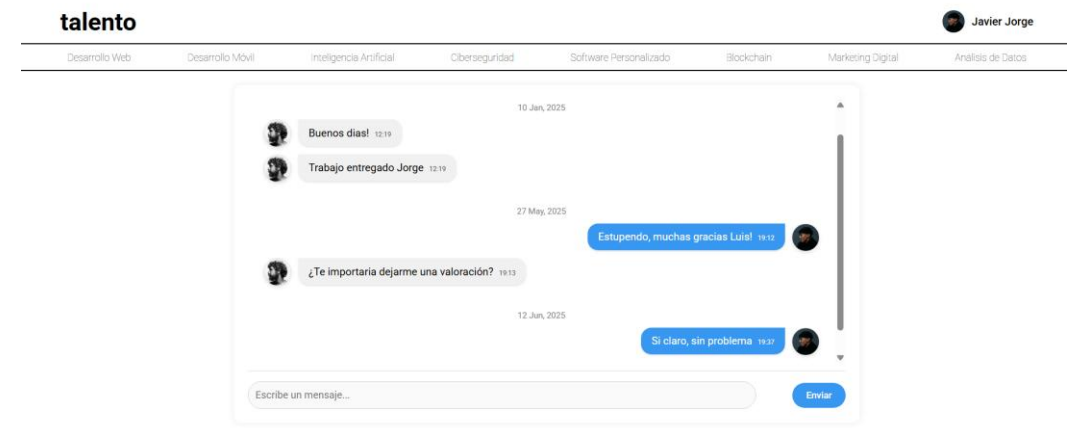 talento
Javier Jorge
Desarrollo Web Desarrollo Móvil Inteligencia Artificial Ciberseguridad Software Personalizado Blockchain Marketing Digital Análisis de Datos
10 Jan, 2025
Buenos dias! 12:19
Trabajo entregado Jorge 12:19
27 May, 2025
Estupendo, muchas gracias Luis! 19:12
¿Te importaria dejarme una valoración? 19:13
12 Jun, 2025
Si claro, sin problema 19:37
Escribe un mensaje...
Enviar